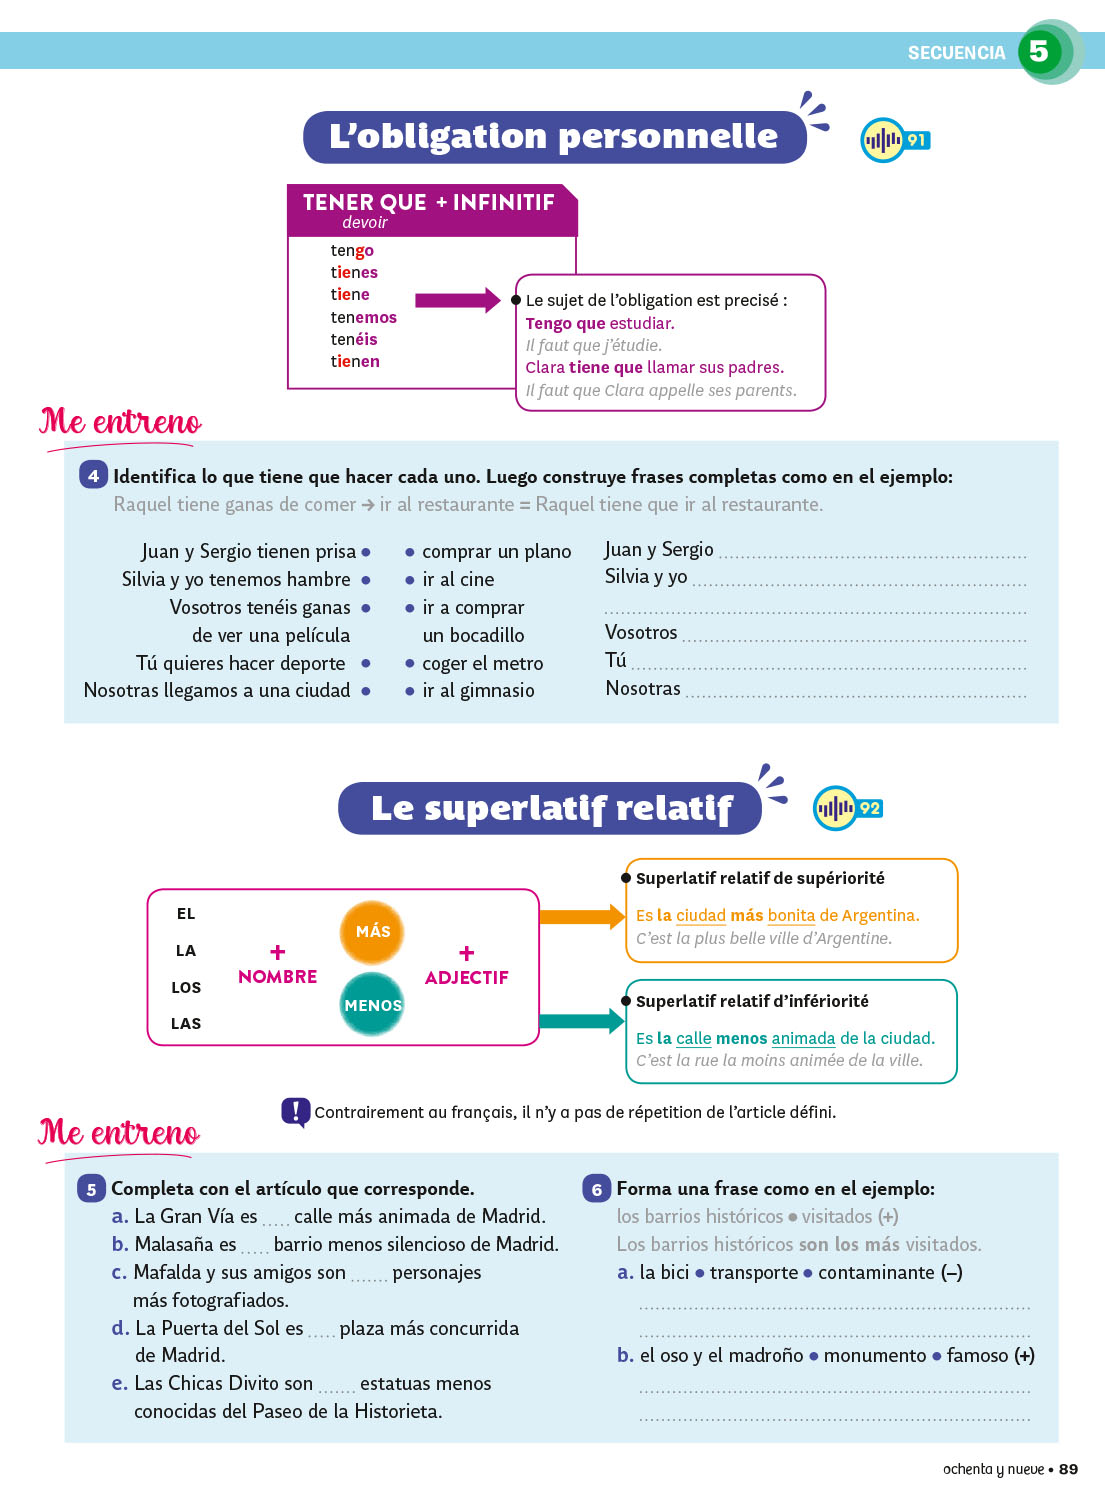 SECUENCIA 5
L'obligation personnelle
91
TENER QUE + INFINITIF
devoir
tengo
tienes
tiene
tenemos
tenéis
tienen
Le sujet de l'obligation est precisé :
Tengo que estudiar.
Il faut que j'étudie.
Clara tiene que llamar sus padres.
Il faut que Clara appelle ses parents.
Me entreno
4 Identifica lo que tiene que hacer cada uno. Luego construye frases completas como en el ejemplo:
Raquel tiene ganas de comer → ir al restaurante = Raquel tiene que ir al restaurante.
Juan y Sergio tienen prisa •
Silvia y yo tenemos hambre •
Vosotros tenéis ganas •
de ver una película
Tú quieres hacer deporte •
Nosotras llegamos a una ciudad •
• comprar un plano
• ir al cine
• ir a comprar
un bocadillo
• coger el metro
• ir al gimnasio
Juan y Sergio
Silvia y yo
Vosotros
Tú
Nosotras
Le superlatif relatif
92
EL
LA
LOS
LAS
+
NOMBRE
MÁS
MENOS
+
ADJECTIF
• Superlatif relatif de supériorité
Es la ciudad más bonita de Argentina.
C'est la plus belle ville d'Argentine.
• Superlatif relatif d'infériorité
Es la calle menos animada de la ciudad.
C'est la rue la moins animée de la ville.
! Contrairement au français, il n'y a pas de répetition de l'article défini.
Me entreno
5 Completa con el artículo que corresponde.
a. La Gran Vía es ..... calle más animada de Madrid.
b. Malasaña es ..... barrio menos silencioso de Madrid.
c. Mafalda y sus amigos son ....... personajes
más fotografiados.
d. La Puerta del Sol es ..... plaza más concurrida
de Madrid.
e. Las Chicas Divito son ....... estatuas menos
conocidas del Paseo de la Historieta.
6 Forma una frase como en el ejemplo:
los barrios históricos • visitados (+)
Los barrios históricos son los más visitados.
a. la bici • transporte • contaminante (–)
b. el oso y el madroño • monumento • famoso (+)
ochenta y nueve • 89